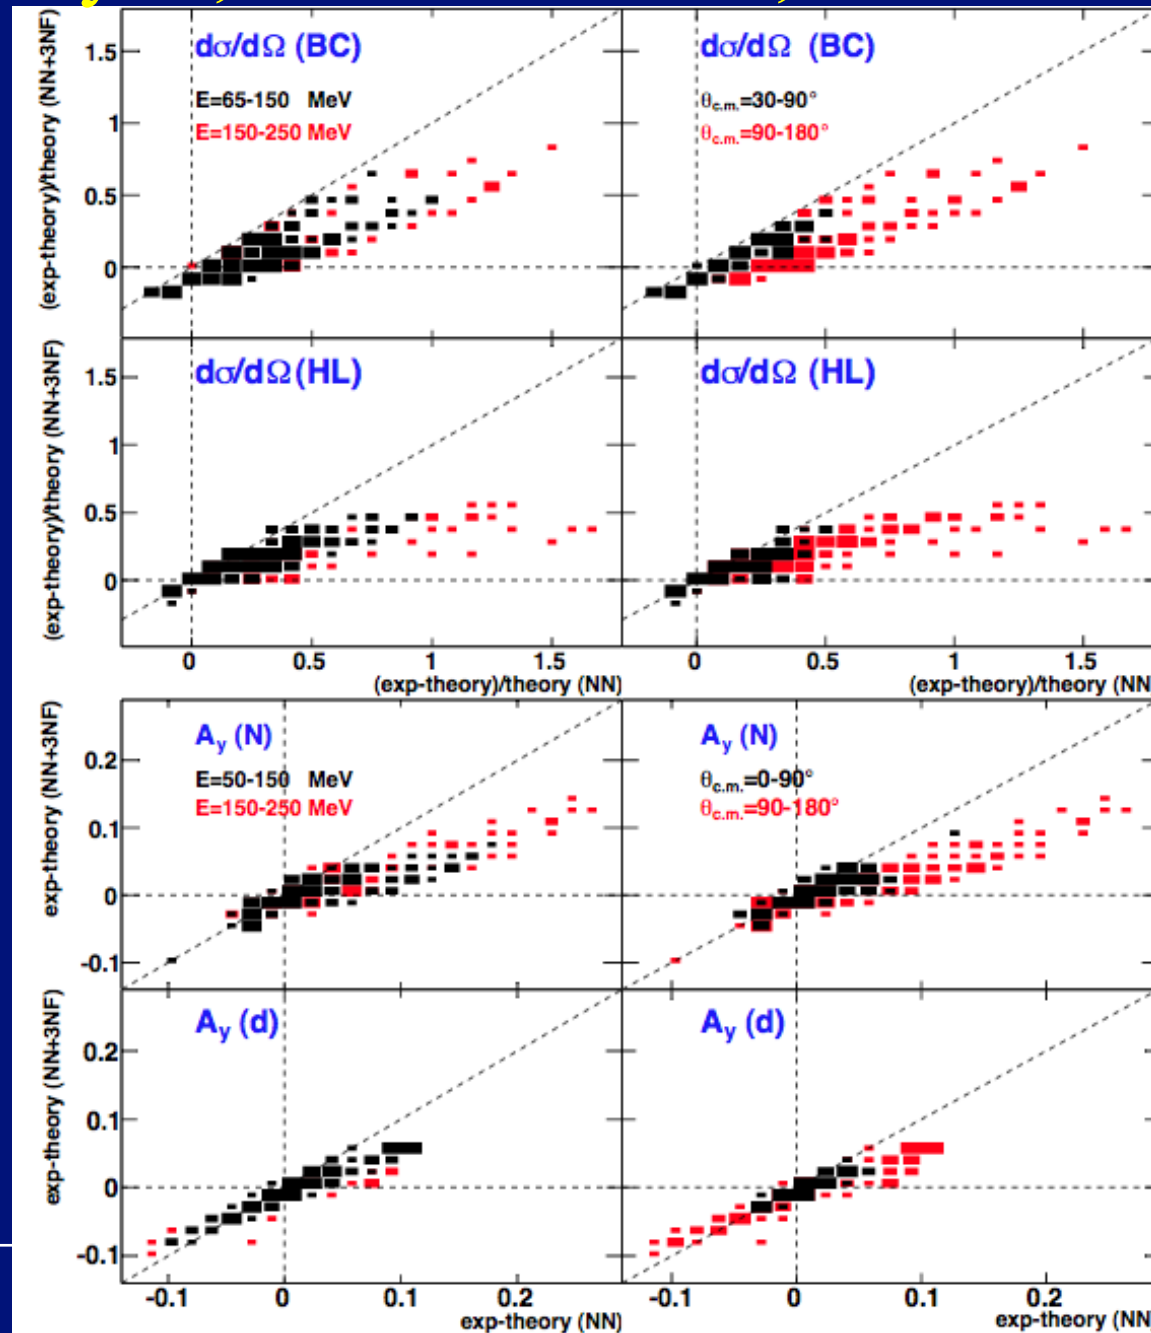 dσ/dΩ (BC)
E=65-150 MeV
E=150-250 MeV
dσ/dΩ (BC)
θc.m.=30-90°
θc.m.=90-180°
(exp-theory)/theory (NN+3NF)
1.5
1
0.5
0
dσ/dΩ (HL)
dσ/dΩ (HL)
(exp-theory)/theory (NN+3NF)
1.5
1
0.5
0
0 0.5 1 1.5
0.5 1 1.5
0
(exp-theory)/theory (NN)
(exp-theory)/theory (NN)
Ay (N)
E=50-150 MeV
E=150-250 MeV
Ay (N)
θc.m.=0-90°
θc.m.=90-180°
exp-theory (NN+3NF)
0.2
0.1
0
-0.1
Ay (d)
Ay (d)
exp-theory (NN+3NF)
0.2
0.1
0
-0.1
-0.1 0 0.1 0.2
-0.1 0 0.1 0.2
exp-theory (NN)
exp-theory (NN)